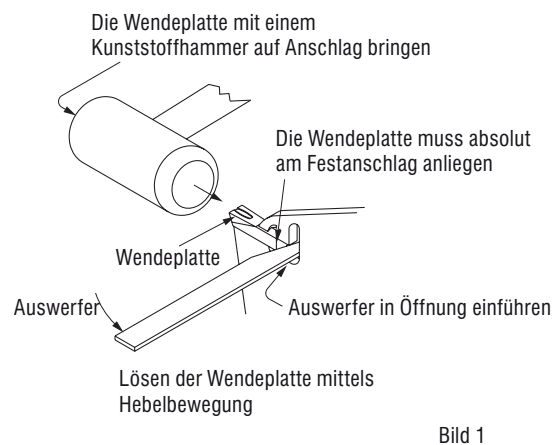 Die Wendeplatte mit einem
Kunststoffhammer auf Anschlag bringen
Die Wendeplatte muss absolut
am Festanschlag anliegen
Wendeplatte
Auswerfer
Auswerfer in Öffnung einführen
Lösen der Wendeplatte mittels
Hebelbewegung
Bild 1